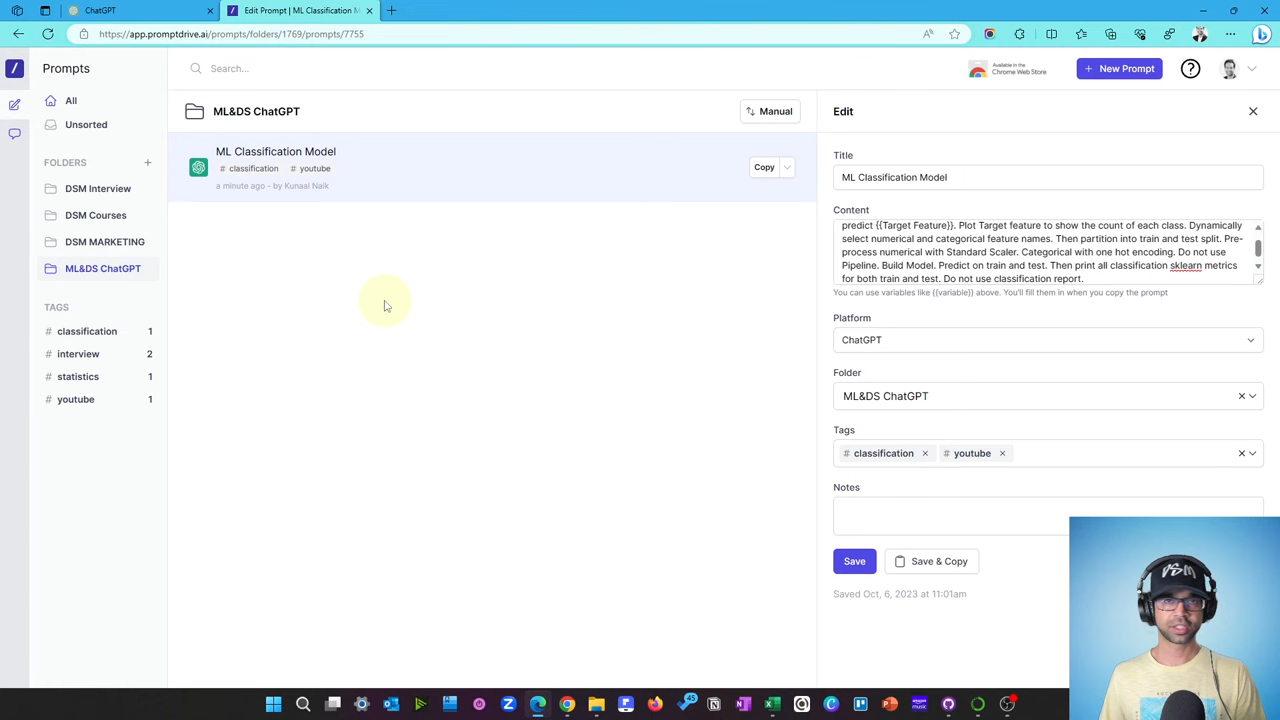 ChatGPT
Edit Prompt | ML Classification M
https://app.promptdrive.ai/prompts/folders/1769/prompts/7755
Prompts
Search...
Available in the
Chrome Web Store
New Prompt
All
Unsorted
FOLDERS
DSM Interview
DSM Courses
DSM MARKETING
ML&DS ChatGPT
TAGS
# classification 1
# interview 2
# statistics 1
# youtube 1
ML&DS ChatGPT
Manual
ML Classification Model
# classification # youtube
a minute ago - by Kunaal Naik
Copy
Edit
Title
ML Classification Model
Content
predict {{Target Feature}}. Plot Target feature to show the count of each class. Dynamically
select numerical and categorical feature names. Then partition into train and test split. Pre-
process numerical with Standard Scaler. Categorical with one hot encoding. Do not use
Pipeline. Build Model. Predict on train and test. Then print all classification sklearn metrics
for both train and test. Do not use classification report.
You can use variables like {{variable}} above. You'll fill them in when you copy the prompt
Platform
ChatGPT
Folder
ML&DS ChatGPT
Tags
# classification # youtube
Notes
Save
Save & Copy
Saved Oct, 6, 2023 at 11:01am
DSM
45